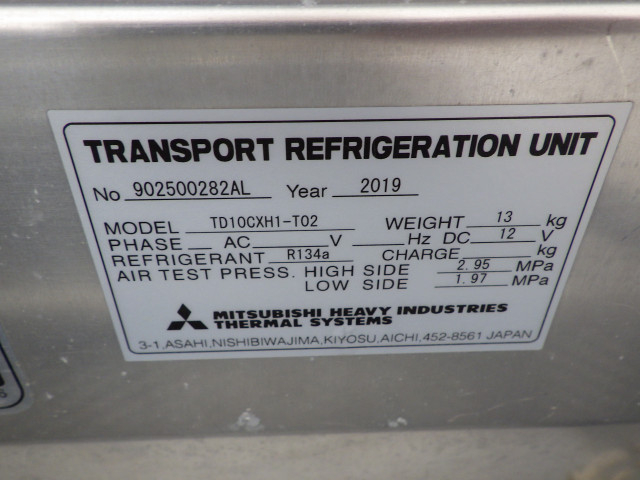 TRANSPORT REFRIGERATION UNIT
No 902500282AL Year 2019
MODEL TD10CXH1-T02 WEIGHT 13 kg
PHASE AC V Hz DC 12 V
REFRIGERANT R134a CHARGE kg
AIR TEST PRESS. HIGH SIDE 2.95 MPa
LOW SIDE 1.97 MPa
MITSUBISHI HEAVY INDUSTRIES
THERMAL SYSTEMS
3-1,ASAHI,NISHIBIWAJIMA,KIYOSU,AICHI,452-8561 JAPAN